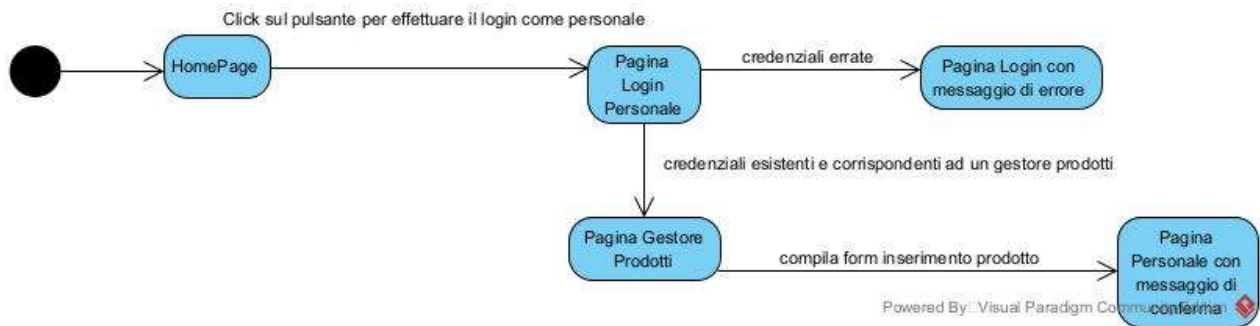 Click sul pulsante per effettuare il login come personale
HomePage
Pagina
Login
Personale
credenziali errate
Pagina Login con
messaggio di errore
credenziali esistenti e corrispondenti ad un gestore prodotti
Pagina Gestore
Prodotti
compila form inserimento prodotto
Pagina
Personale con
messaggio di
conferma
Powered By Visual Paradigm Community Edition